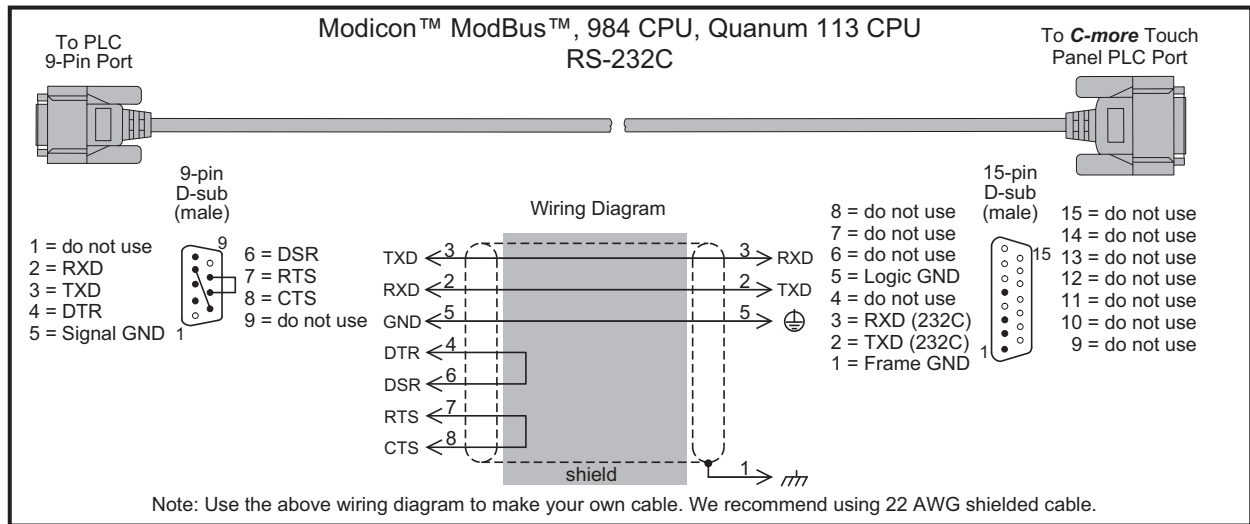 Modicon™ ModBus™, 984 CPU, Quanum 113 CPU
RS-232C
To PLC
9-Pin Port
To C-more Touch
Panel PLC Port
9-pin
D-sub
(male)
1 = do not use
2 = RXD
3 = TXD
4 = DTR
5 = Signal GND
9
1
6 = DSR
7 = RTS
8 = CTS
9 = do not use
Wiring Diagram
TXD 3 3 RXD
RXD 2 2 TXD
GND 5 5
DTR 4
DSR 6
RTS 7
CTS 8
shield
1
8 = do not use
7 = do not use
6 = do not use
5 = Logic GND
4 = do not use
3 = RXD (232C)
2 = TXD (232C)
1 = Frame GND
15-pin
D-sub
(male)
15
1
15 = do not use
14 = do not use
13 = do not use
12 = do not use
11 = do not use
10 = do not use
9 = do not use
Note: Use the above wiring diagram to make your own cable. We recommend using 22 AWG shielded cable.